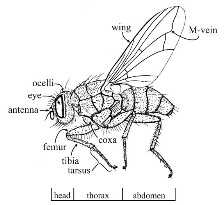 wing
M-vein
ocelli
eye
antenna
femur
coxa
tibia
tarsus
head thorax abdomen